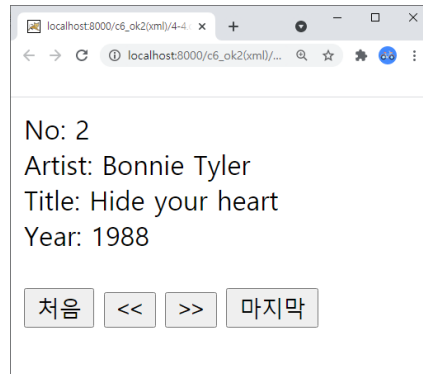 localhost:8000/c6_ok2(xml)/4-4.
localhost:8000/c6_ok2(xml)/...
No: 2
Artist: Bonnie Tyler
Title: Hide your heart
Year: 1988
처음 << >> 마지막